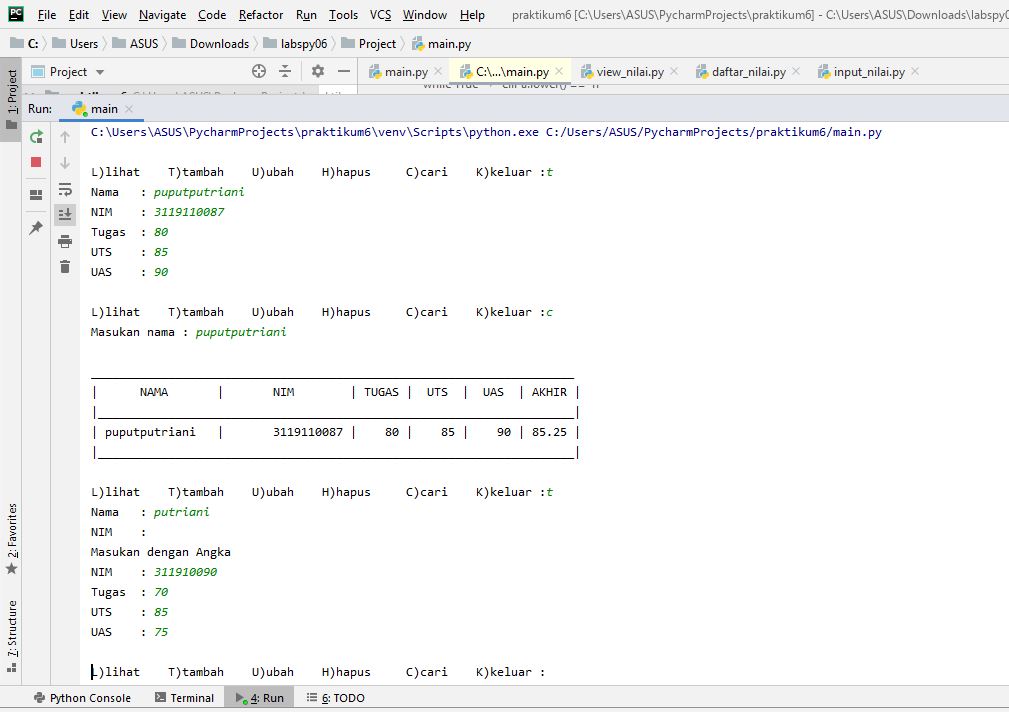 PC File Edit View Navigate Code Refactor Run Tools VCS Window Help praktikum6 [C:\Users\ASUS\PycharmProjects\praktikum6] - C:\Users\ASUS\Downloads\labspy0
C: Users ASUS Downloads labspy06 Project main.py
1: Project
Project main.py C:\...\main.py view_nilai.py daftar_nilai.py input_nilai.py
Run: main
C:\Users\ASUS\PycharmProjects\praktikum6\venv\Scripts\python.exe C:/Users/ASUS/PycharmProjects/praktikum6/main.py
L)lihat T)tambah U)ubah H)hapus C)cari K)keluar :t
Nama : puputputriani
NIM : 3119110087
Tugas : 80
UTS : 85
UAS : 90
L)lihat T)tambah U)ubah H)hapus C)cari K)keluar :c
Masukan nama : puputputriani
| NAMA | NIM | TUGAS | UTS | UAS | AKHIR |
| puputputriani | 3119110087 | 80 | 85 | 90 | 85.25 |
L)lihat T)tambah U)ubah H)hapus C)cari K)keluar :t
Nama : putriani
NIM :
Masukan dengan Angka
NIM : 311910090
Tugas : 70
UTS : 85
UAS : 75
L)lihat T)tambah U)ubah H)hapus C)cari K)keluar :
2: Favorites
7: Structure
Python Console Terminal 4: Run 6: TODO